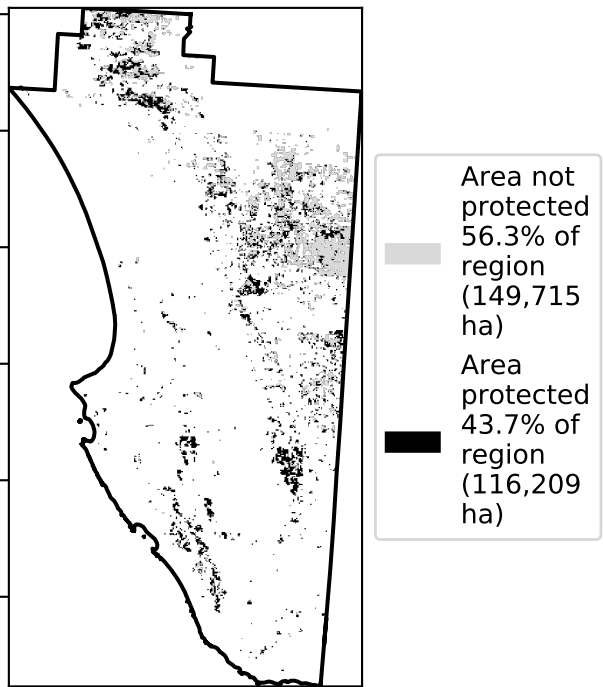 Area not
protected
56.3% of
region
(149,715
ha)
Area
protected
43.7% of
region
(116,209
ha)